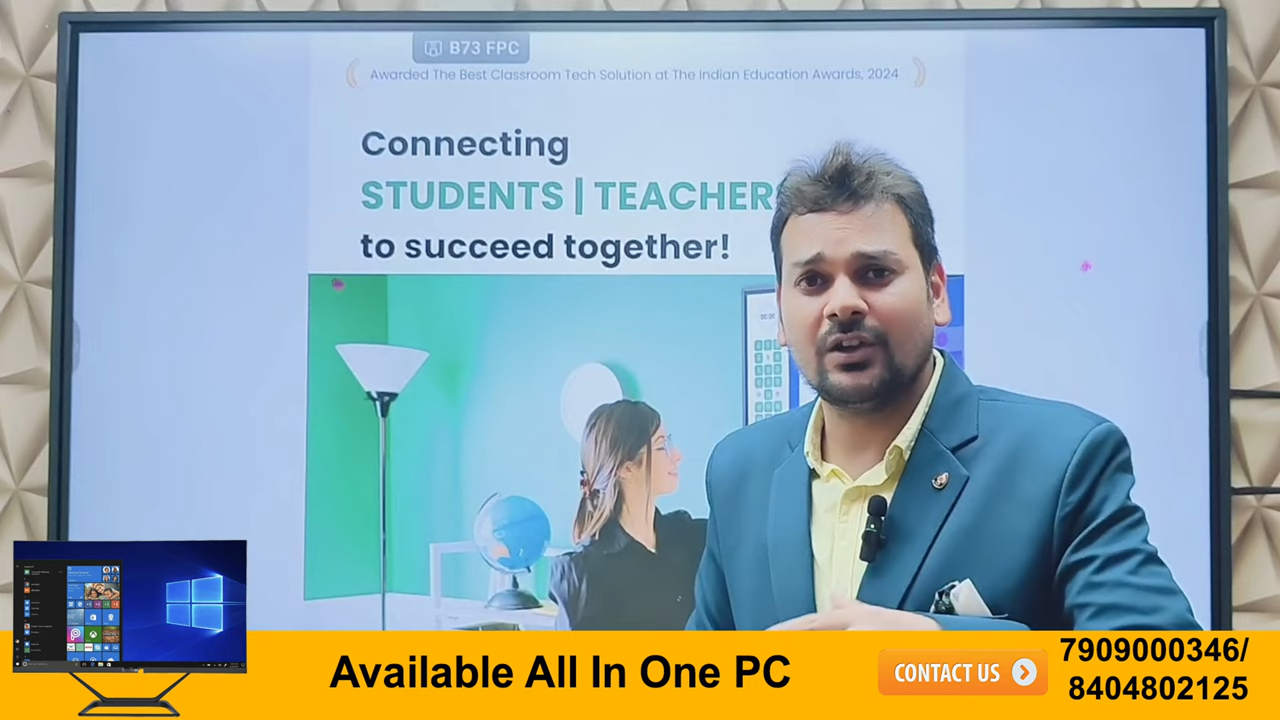 B73 FPC
Awarded The Best Classroom Tech Solution at The Indian Education Awards, 2024
Connecting
STUDENTS | TEACHER
to succeed together!
Available All In One PC
CONTACT US
7909000346/
8404802125